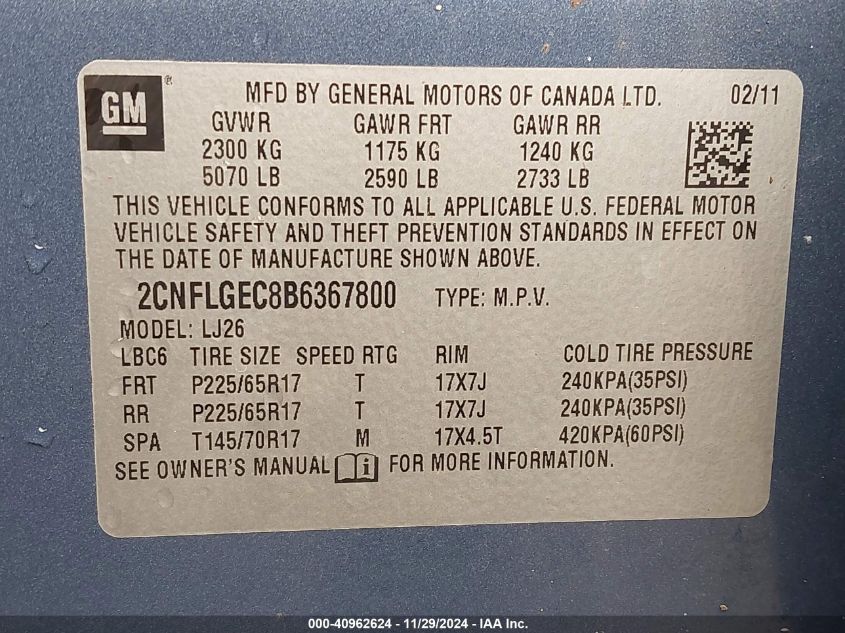 GM ®
MFD BY GENERAL MOTORS OF CANADA LTD. 02/11
GVWR GAWR FRT GAWR RR
2300 KG 1175 KG 1240 KG
5070 LB 2590 LB 2733 LB
THIS VEHICLE CONFORMS TO ALL APPLICABLE U.S. FEDERAL MOTOR
VEHICLE SAFETY AND THEFT PREVENTION STANDARDS IN EFFECT ON
THE DATE OF MANUFACTURE SHOWN ABOVE.
2CNFLGEC8B6367800 TYPE: M.P.V.
MODEL: LJ26
LBC6 TIRE SIZE SPEED RTG RIM COLD TIRE PRESSURE
FRT P225/65R17 T 17X7J 240KPA(35PSI)
RR P225/65R17 T 17X7J 240KPA(35PSI)
SPA T145/70R17 M 17X4.5T 420KPA(60PSI)
SEE OWNER'S MANUAL i FOR MORE INFORMATION.
000-40962624 - 11/29/2024 - IAA Inc.